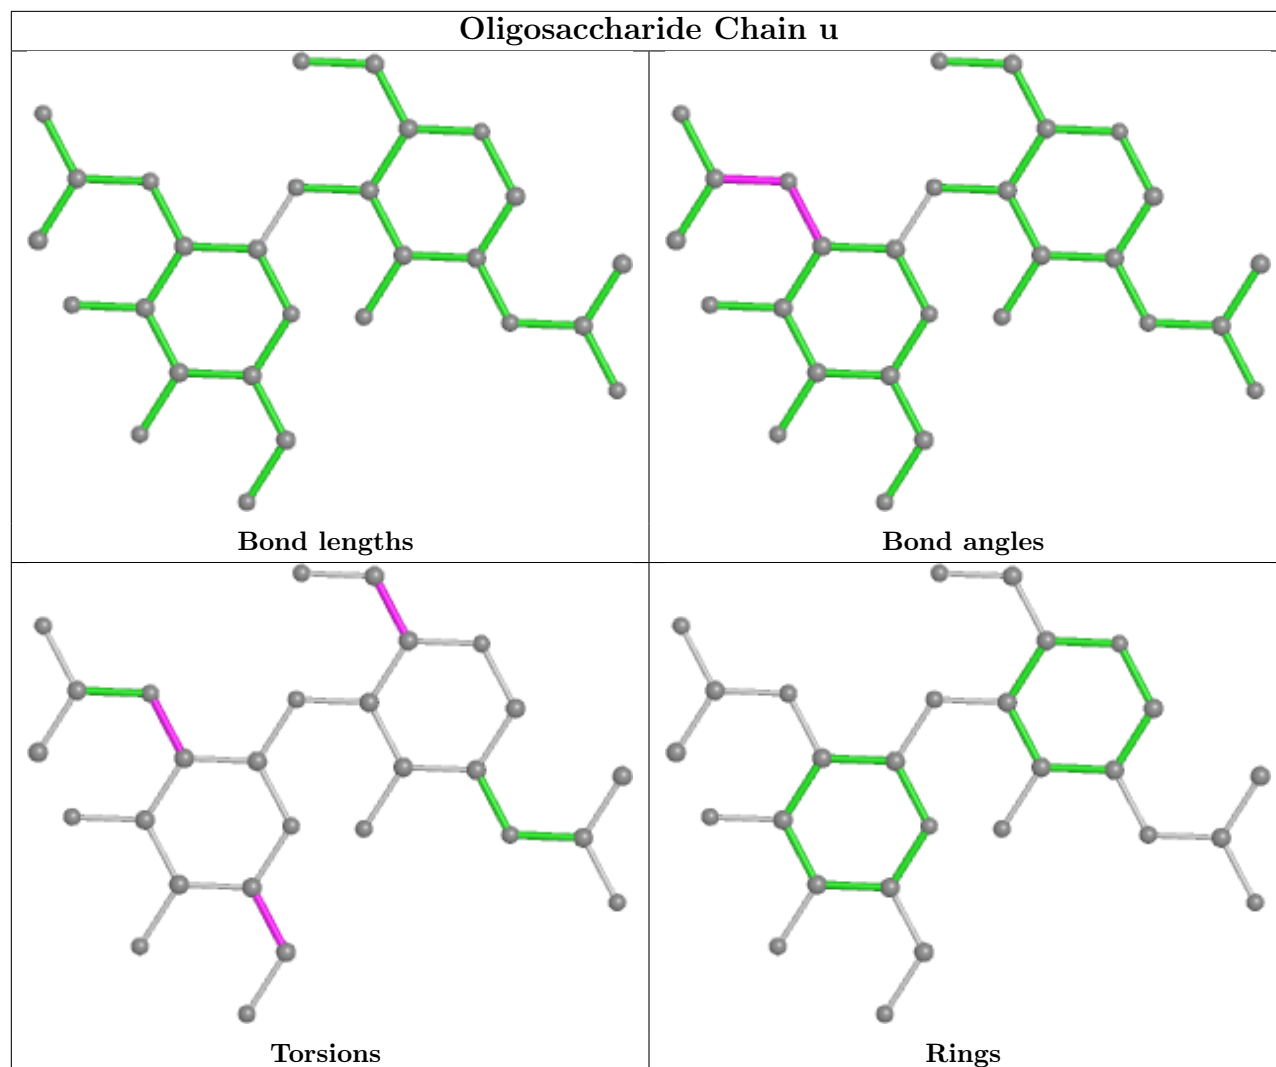 Oligosaccharide Chain u
Bond lengths
Bond angles
Torsions
Rings